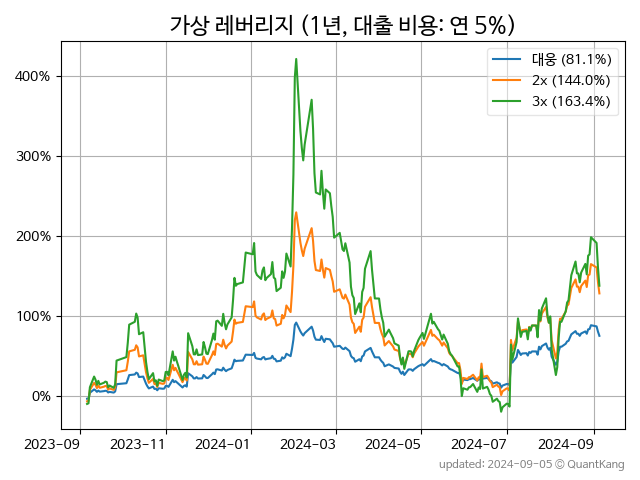 가상 레버리지 (1년, 대출 비용: 연 5%)
대웅 (81.1%)
2x (144.0%)
3x (163.4%)
400%
300%
200%
100%
0%
2023-09 2023-11 2024-01 2024-03 2024-05 2024-07 2024-09
updated: 2024-09-05 © QuantKang